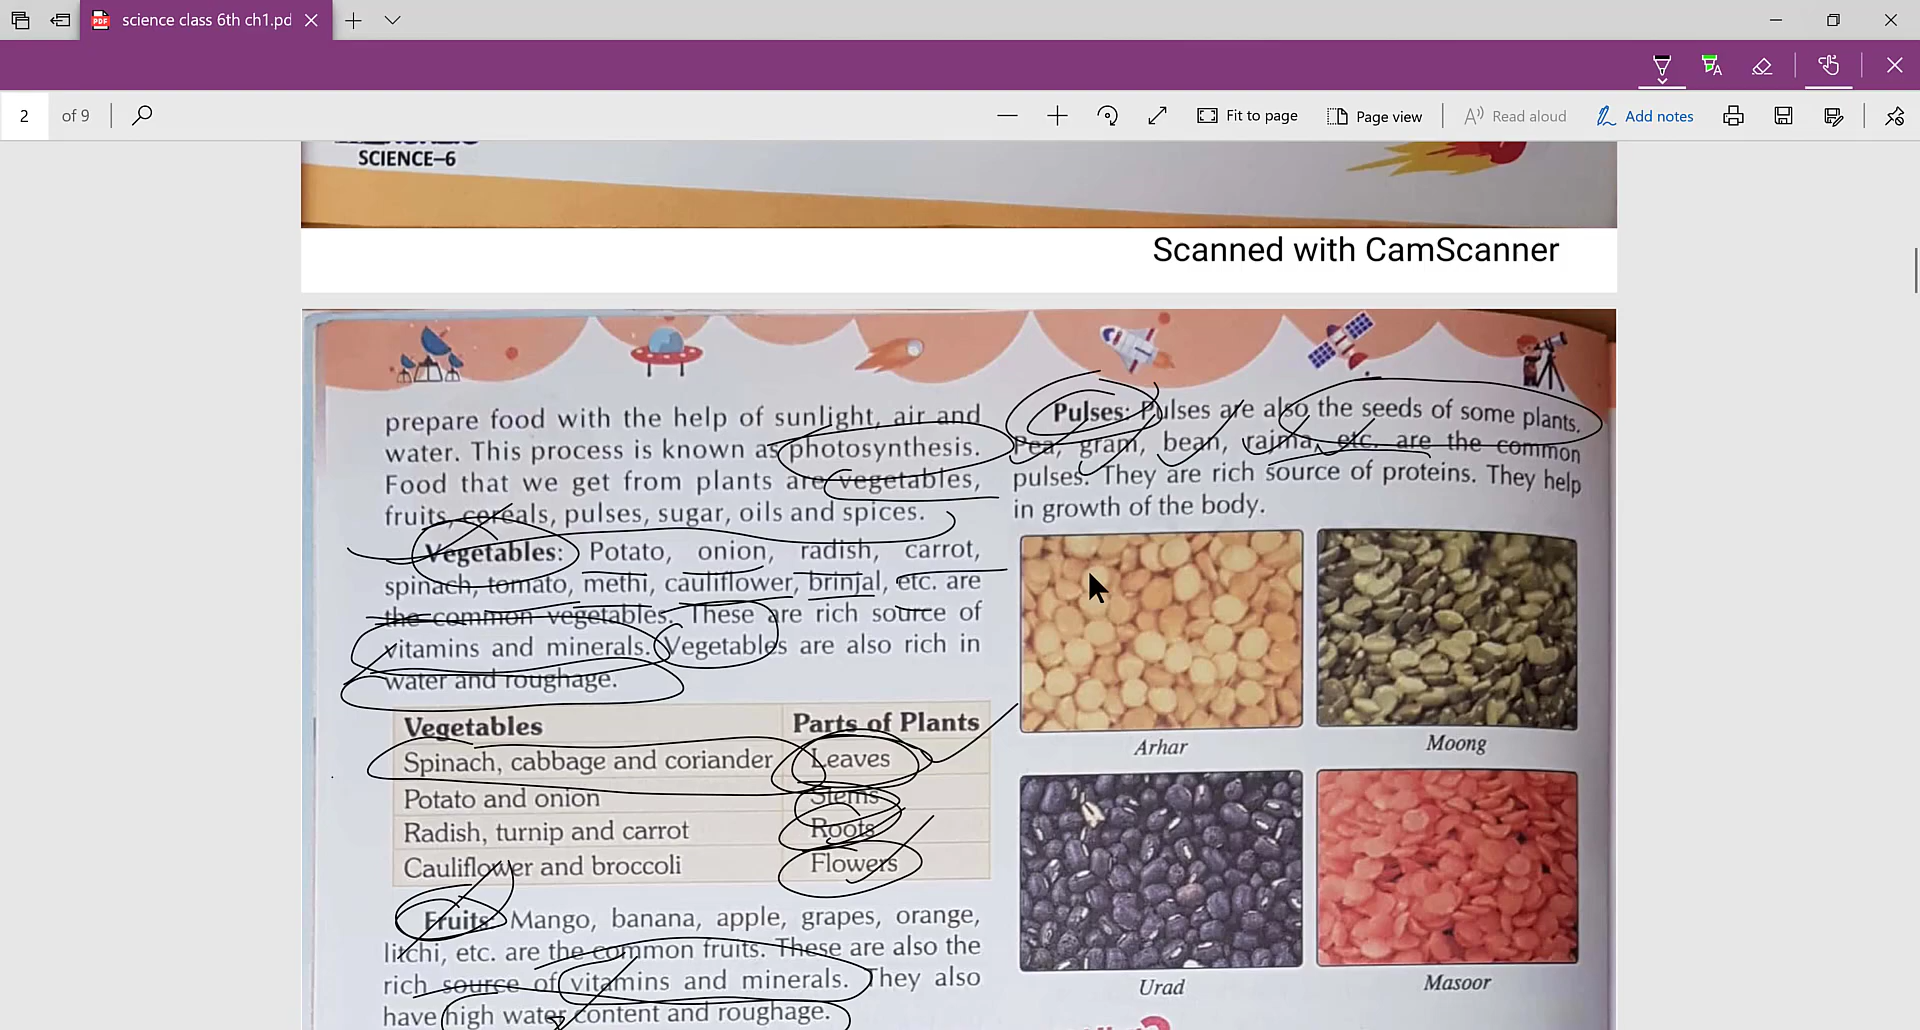 science class 6th ch1.pd
2 of 9
Fit to page
Page view
Read aloud
Add notes
SCIENCE–6
Scanned with CamScanner
prepare food with the help of sunlight, air and
water. This process is known as photosynthesis.
Food that we get from plants are vegetables,
fruits, cereals, pulses, sugar, oils and spices.
Vegetables: Potato, onion, radish, carrot,
spinach, tomato, methi, cauliflower, brinjal, etc. are
the common vegetables. These are rich source of
vitamins and minerals. Vegetables are also rich in
water and roughage.
Vegetables Parts of Plants
Spinach, cabbage and coriander Leaves
Potato and onion Stems
Radish, turnip and carrot Roots
Cauliflower and broccoli Flowers
Fruits: Mango, banana, apple, grapes, orange,
litchi, etc. are the common fruits. These are also the
rich source of vitamins and minerals. They also
have high water content and roughage.
Pulses: Pulses are also the seeds of some plants.
Pea, gram, bean, rajma, etc. are the common
pulses. They are rich source of proteins. They help
in growth of the body.
Arhar
Moong
Urad
Masoor